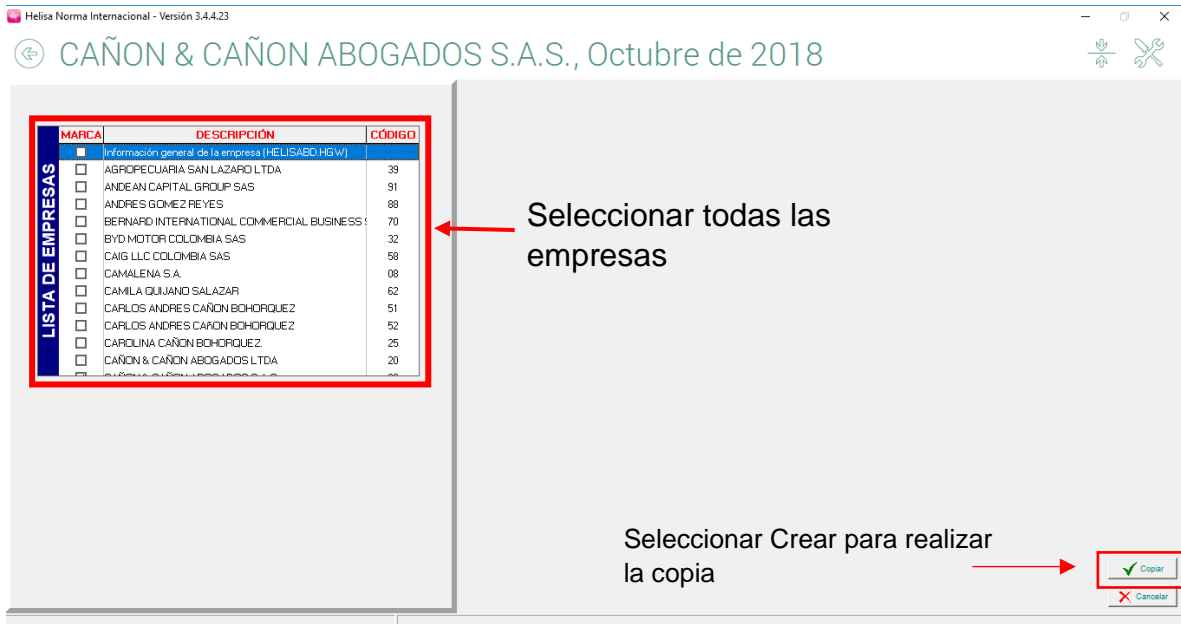 Helisa Norma Internacional - Versión 3.4.4.23
CAÑON & CAÑON ABOGADOS S.A.S., Octubre de 2018
LISTA DE EMPRESAS
MARCA DESCRIPCIÓN CÓDIGO
Información general de la empresa (HELISABD.HGW)
AGROPECUARIA SAN LAZARO LTDA 39
ANDEAN CAPITAL GROUP SAS 91
ANDRES GOMEZ REYES 88
BERNARD INTERNATIONAL COMMERCIAL BUSINESS 70
BYD MOTOR COLOMBIA SAS 32
CAIG LLC COLOMBIA SAS 58
CAMALENA S.A. 08
CAMILA QUIJANO SALAZAR 62
CARLOS ANDRES CAÑON BOHORQUEZ 51
CARLOS ANDRES CAñON BOHORQUEZ 52
CAROLINA CAÑON BOHORQUEZ. 25
CAÑON & CAÑON ABOGADOS LTDA 20
Seleccionar todas las
empresas
Seleccionar Crear para realizar
la copia
Copiar
Cancelar